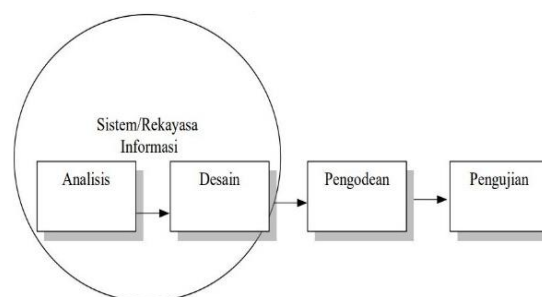 Sistem/Rekayasa
Informasi
Analisis
Desain
Pengodean
Pengujian